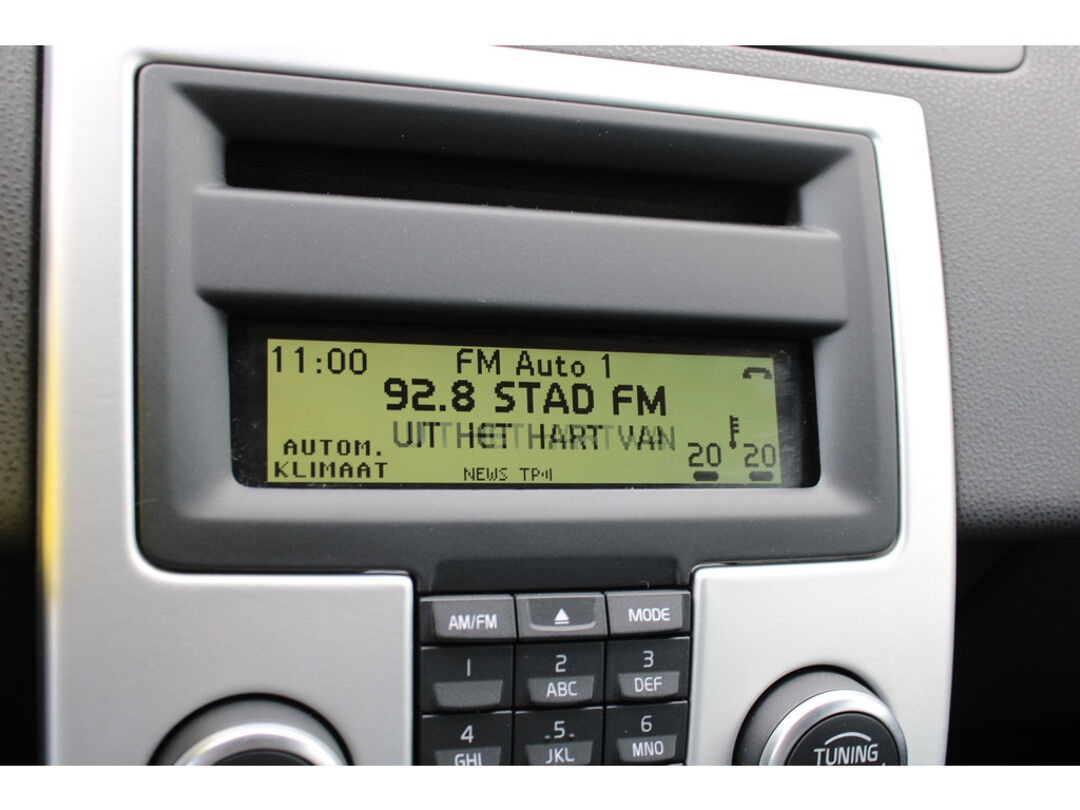 11:00 FM Auto 1
92.8 STAD FM
UIT HET HART VAN
AUTOM.
KLIMAAT
NEWS TP
20 20
AM/FM MODE
1 2 3
ABC DEF
4 5 6
GHI JKL MNO
TUNING